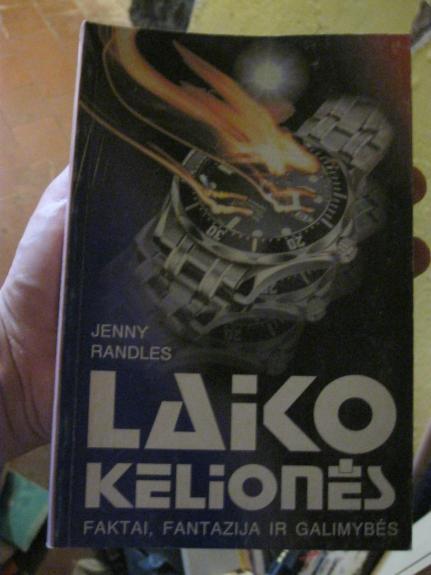 JENNY
RANDLES
LAiKO
KELiONĖS
FAKTAI, FANTAZIJA IR GALIMYBĖS